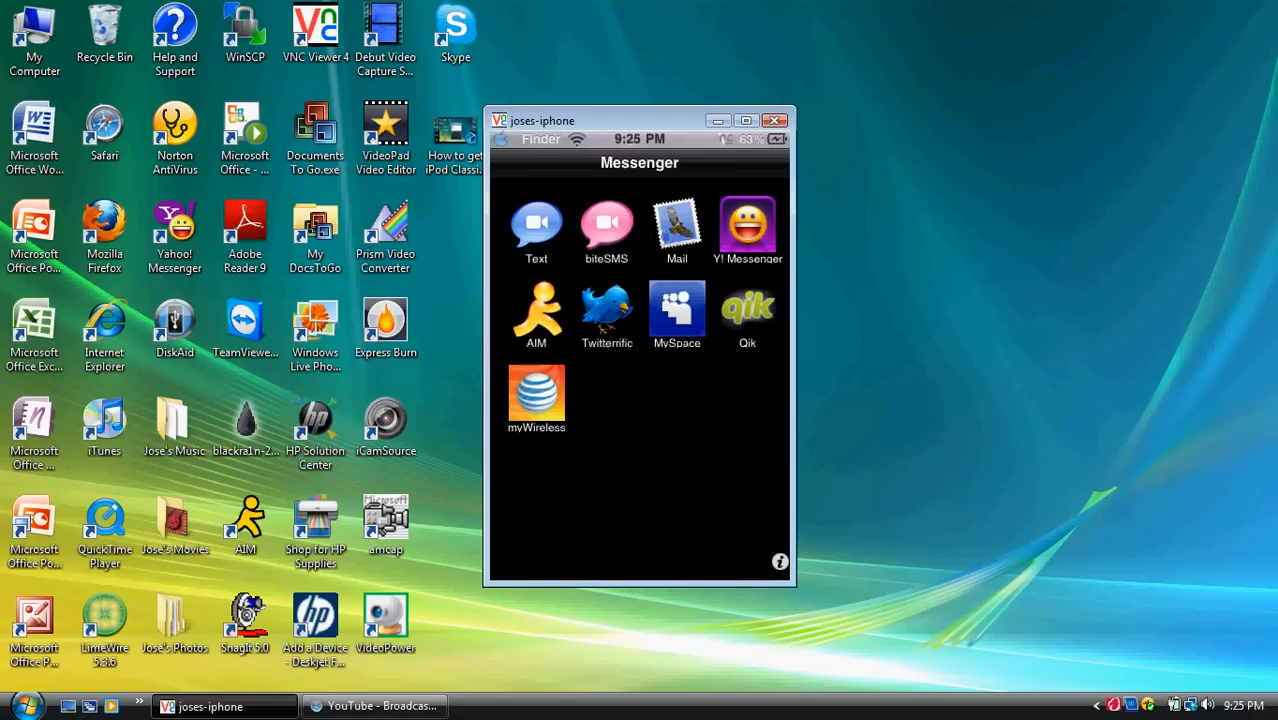 My
Computer
Recycle Bin
Help and
Support
WinSCP
VNC Viewer 4
Debut Video
Capture S...
Skype
Microsoft
Office Wo...
Safari
Norton
AntiVirus
Microsoft
Office - ...
Documents
To Go.exe
VideoPad
Video Editor
How to get
iPod Classi...
Microsoft
Office Po...
Mozilla
Firefox
Yahoo!
Messenger
Adobe
Reader 9
My
DocsToGo
Prism Video
Converter
Microsoft
Office Exc...
Internet
Explorer
DiskAid
TeamViewe...
Windows
Live Pho...
Express Burn
Microsoft
Office ...
iTunes
Jose's Music
blackra1n-2...
HP Solution
Center
iCamSource
Microsoft
Office Po...
QuickTime
Player
Jose's Movies
AIM
Shop for HP
Supplies
Microsoft
amcap
Microsoft
Office P...
LimeWire
5.3.6
Jose's Photos
SnagIt 5.0
Add a Device
- Deskjet F...
VideoPower
joses-iphone
Finder 9:25 PM 63%
Messenger
Text
biteSMS
Mail
Y! Messenger
AIM
Twitterrific
MySpace
qik
Qik
myWireless
joses-iphone
YouTube - Broadcas...
9:25 PM